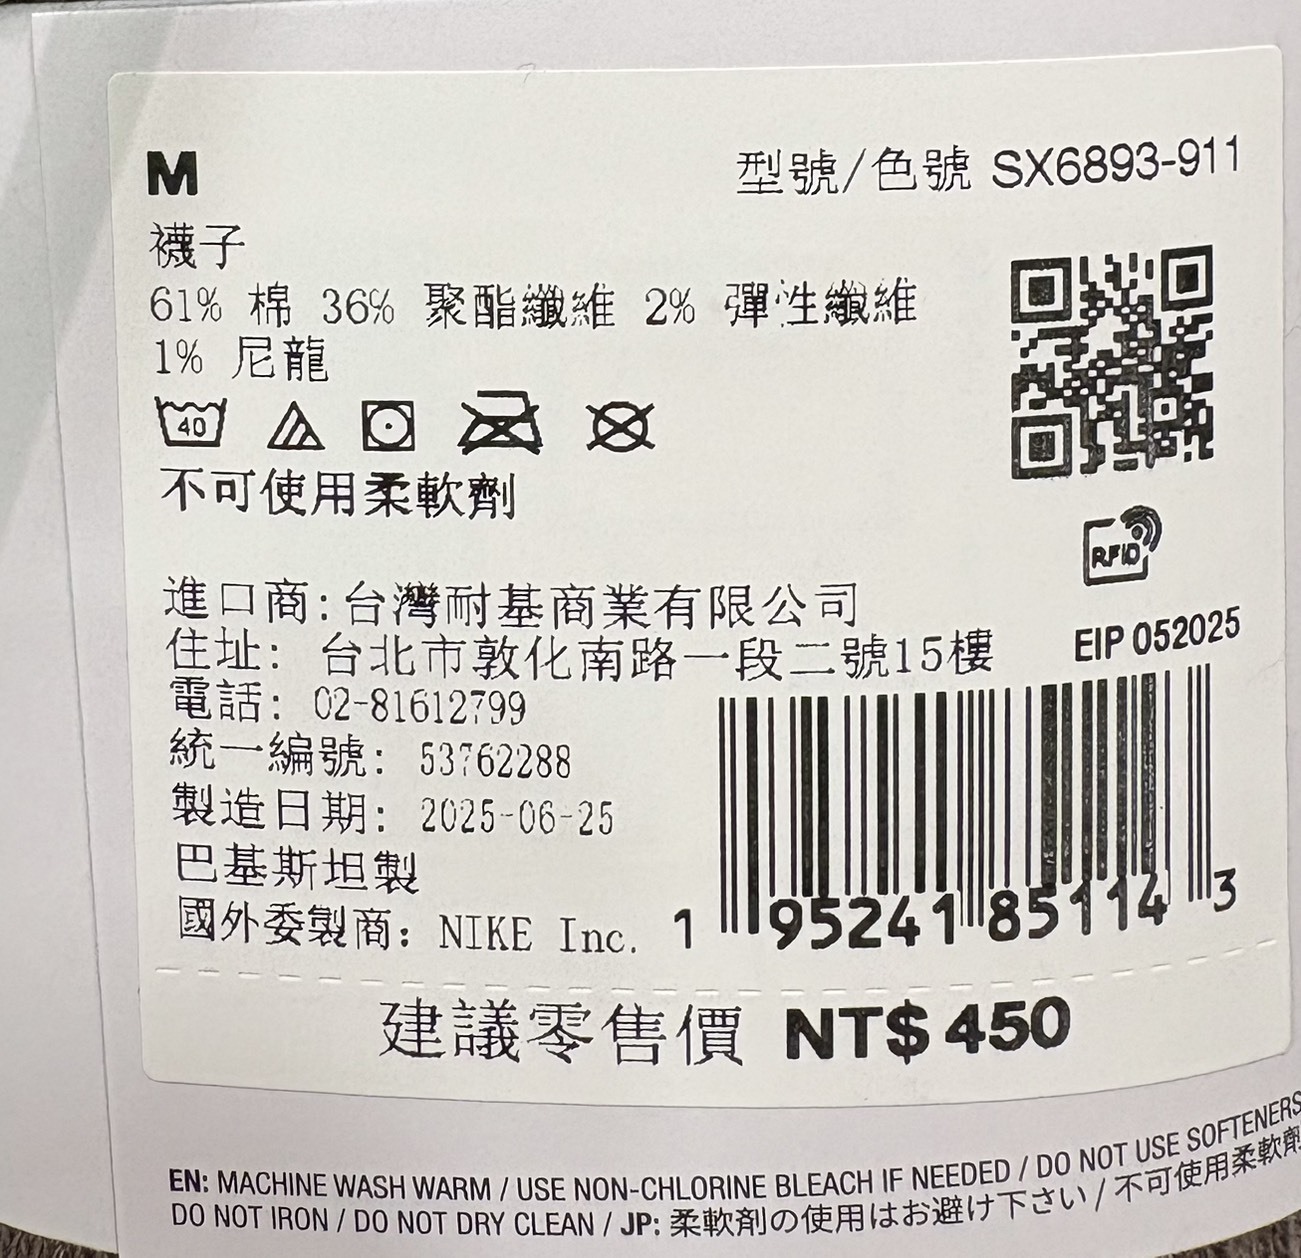 M
型號/色號 SX6893-911
襪子
61% 棉 36% 聚酯纖維 2% 彈性纖維
1% 尼龍
40
不可使用柔軟劑
RFID
進口商:台灣耐基商業有限公司
住址: 台北市敦化南路一段二號15樓
EIP 052025
電話: 02-81612799
統一編號: 53762288
製造日期: 2025-06-25
巴基斯坦製
國外委製商: NIKE Inc.
1 95241 85114 3
建議零售價 NT$450
EN: MACHINE WASH WARM / USE NON-CHLORINE BLEACH IF NEEDED / DO NOT USE SOFTENERS
DO NOT IRON / DO NOT DRY CLEAN / JP: 柔軟剤の使用はお避け下さい / 不可使用柔軟劑